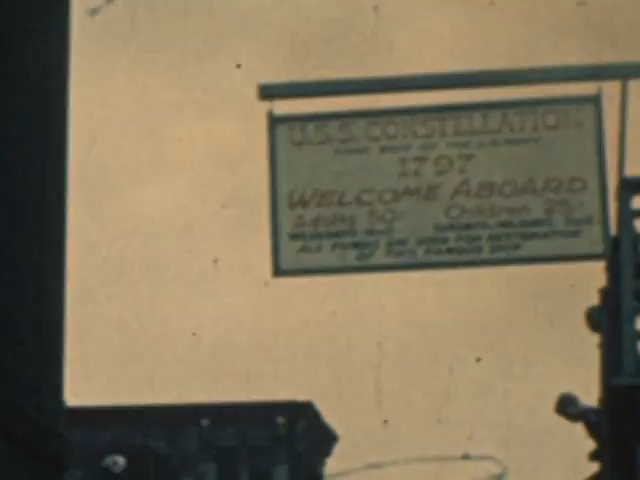 U.S.S. CONSTELLATION
1797
WELCOME ABOARD
Adults 50¢ Children 25¢
ALL FUNDS ARE USED FOR RESTORATION
OF THIS FAMOUS SHIP